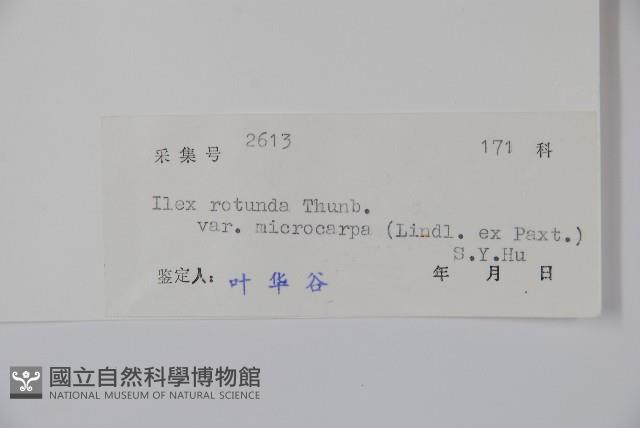 采集号 2613 171 科
Ilex rotunda Thunb.
var. microcarpa (Lindl. ex Paxt.)
S.Y.Hu
鉴定人: 叶华谷 年 月 日
國立自然科學博物館
NATIONAL MUSEUM OF NATURAL SCIENCE